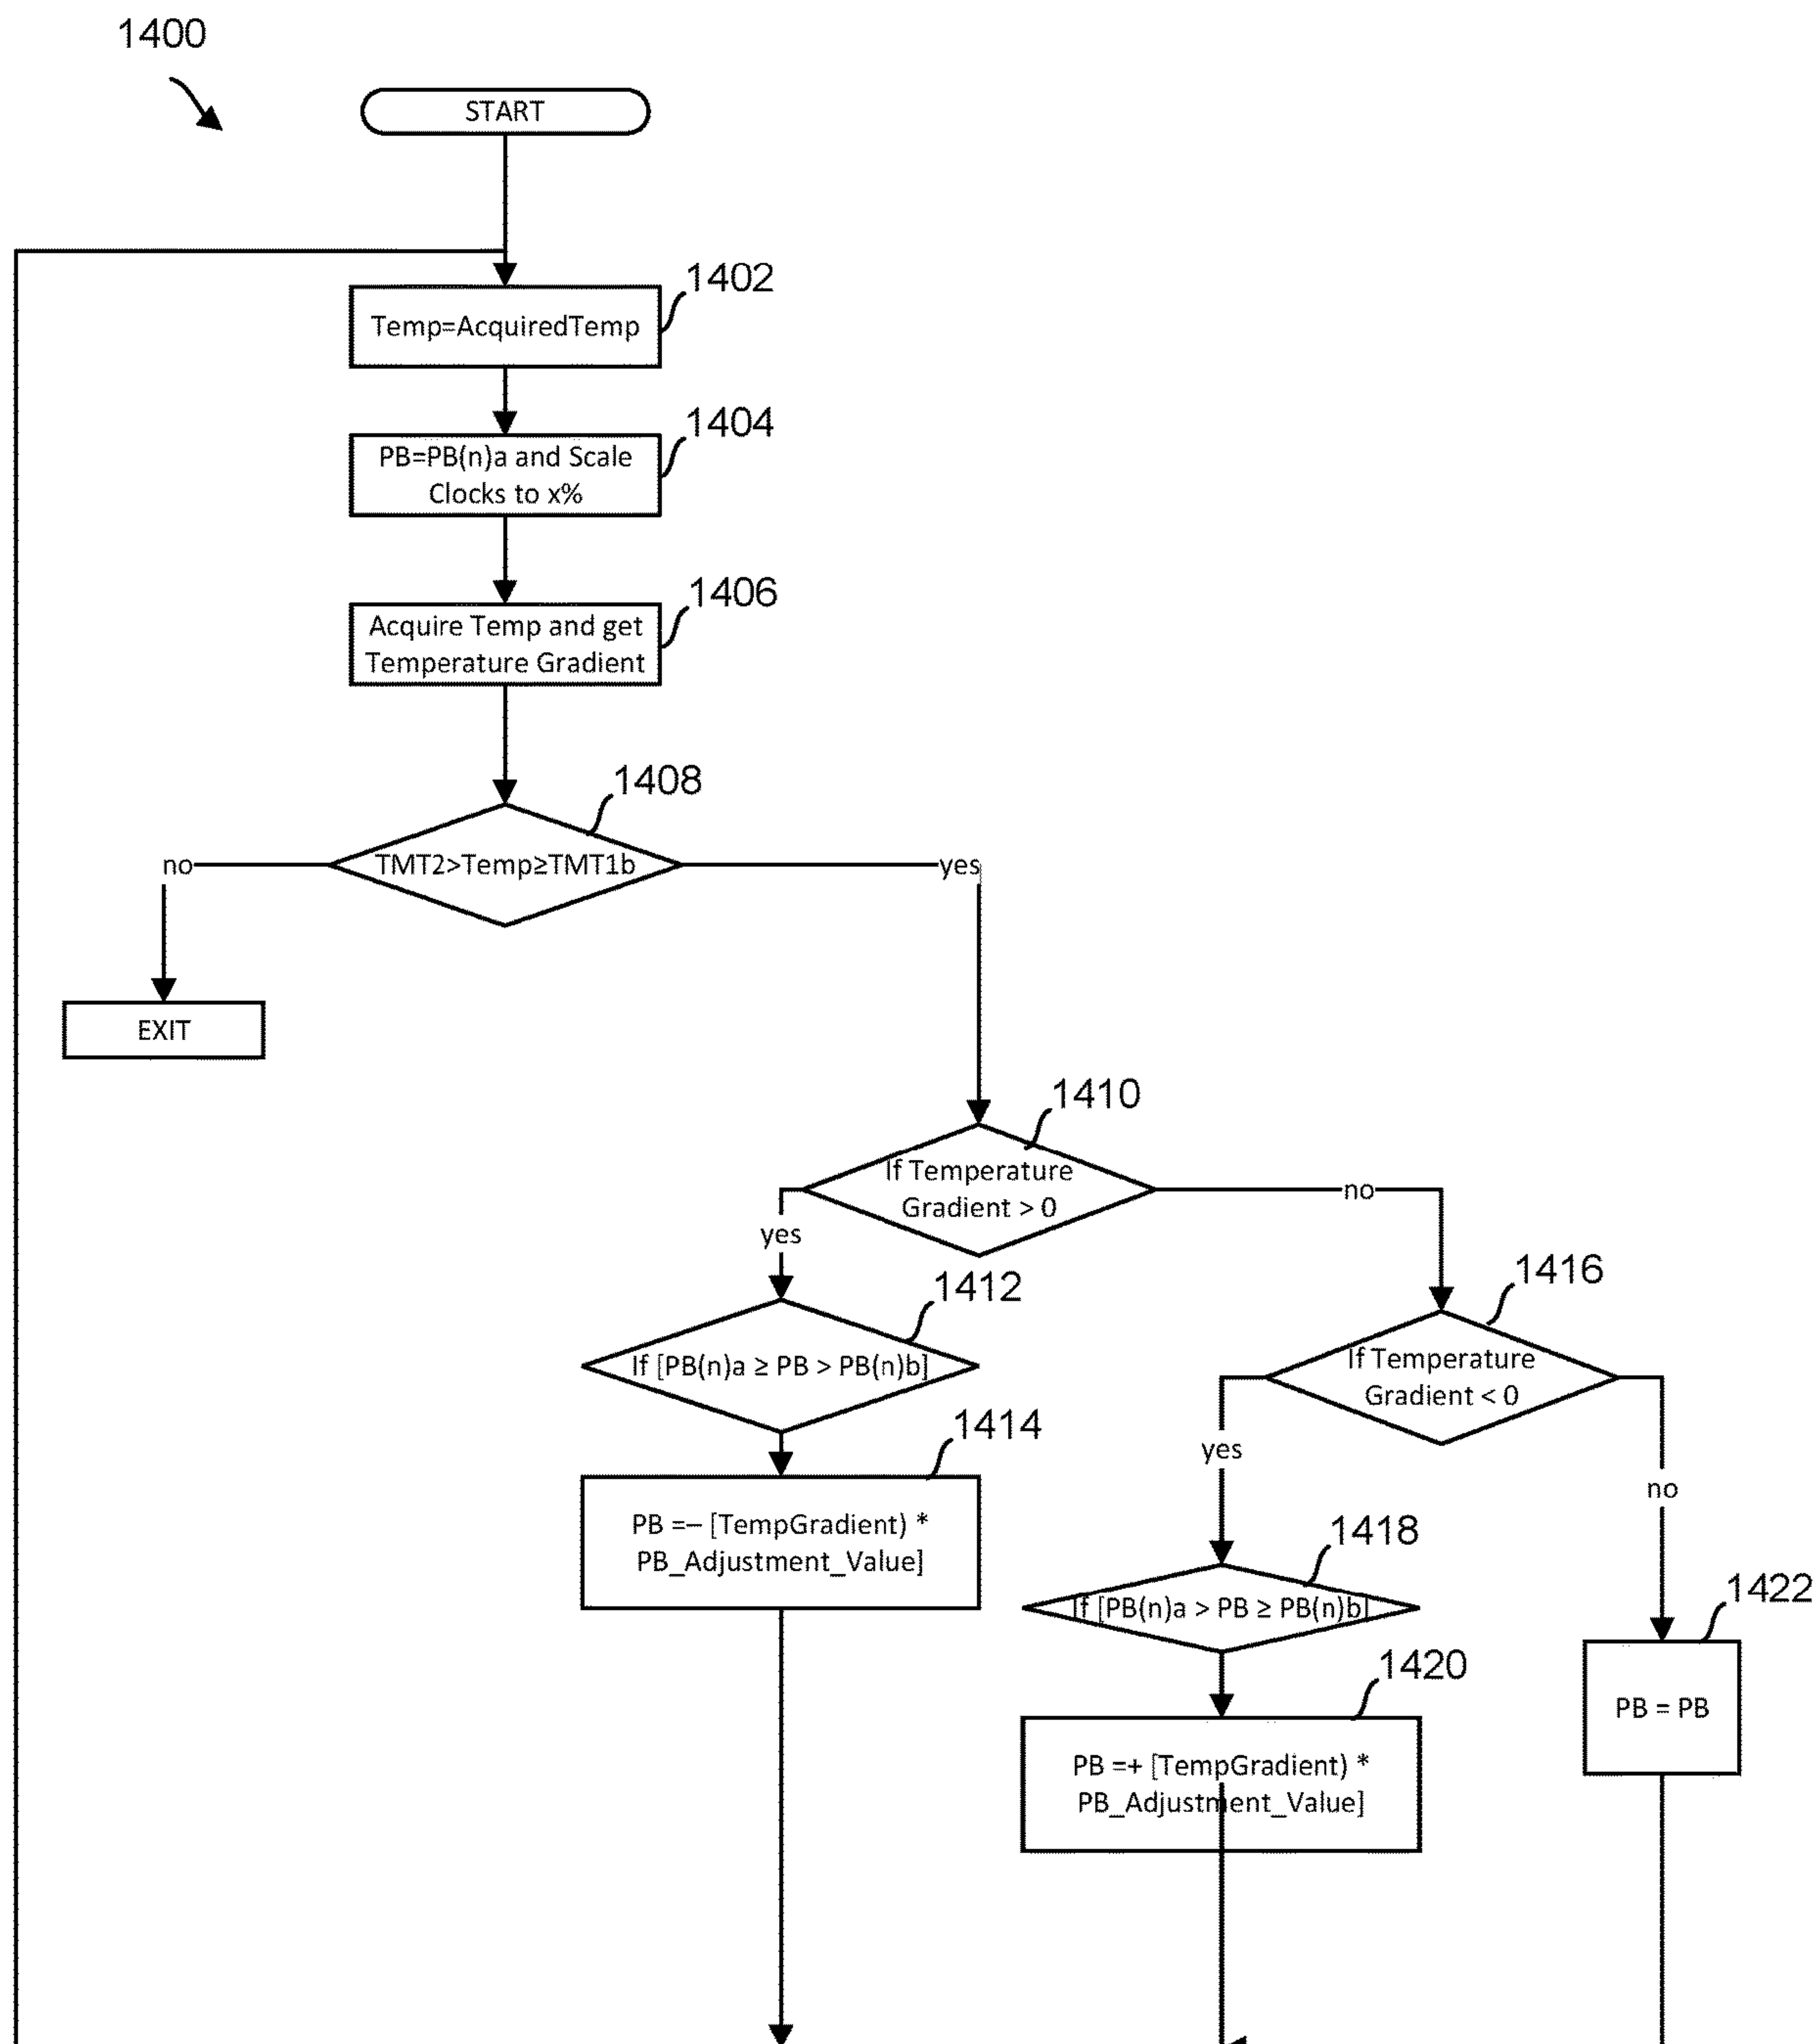 1400
START
1402
Temp=AcquiredTemp
1404
PB=PB(n)a and Scale
Clocks to x%
1406
Acquire Temp and get
Temperature Gradient
1408
no
TMT2>Temp≥TMT1b
yes
EXIT
1410
If Temperature
Gradient > 0
no
yes
1412
If [PB(n)a ≥ PB > PB(n)b]
1416
If Temperature
Gradient < 0
1414
yes
no
PB =– [TempGradient) *
PB_Adjustment_Value]
1418
If [PB(n)a > PB ≥ PB(n)b]
1422
PB = PB
1420
PB =+ [TempGradient) *
PB_Adjustment_Value]